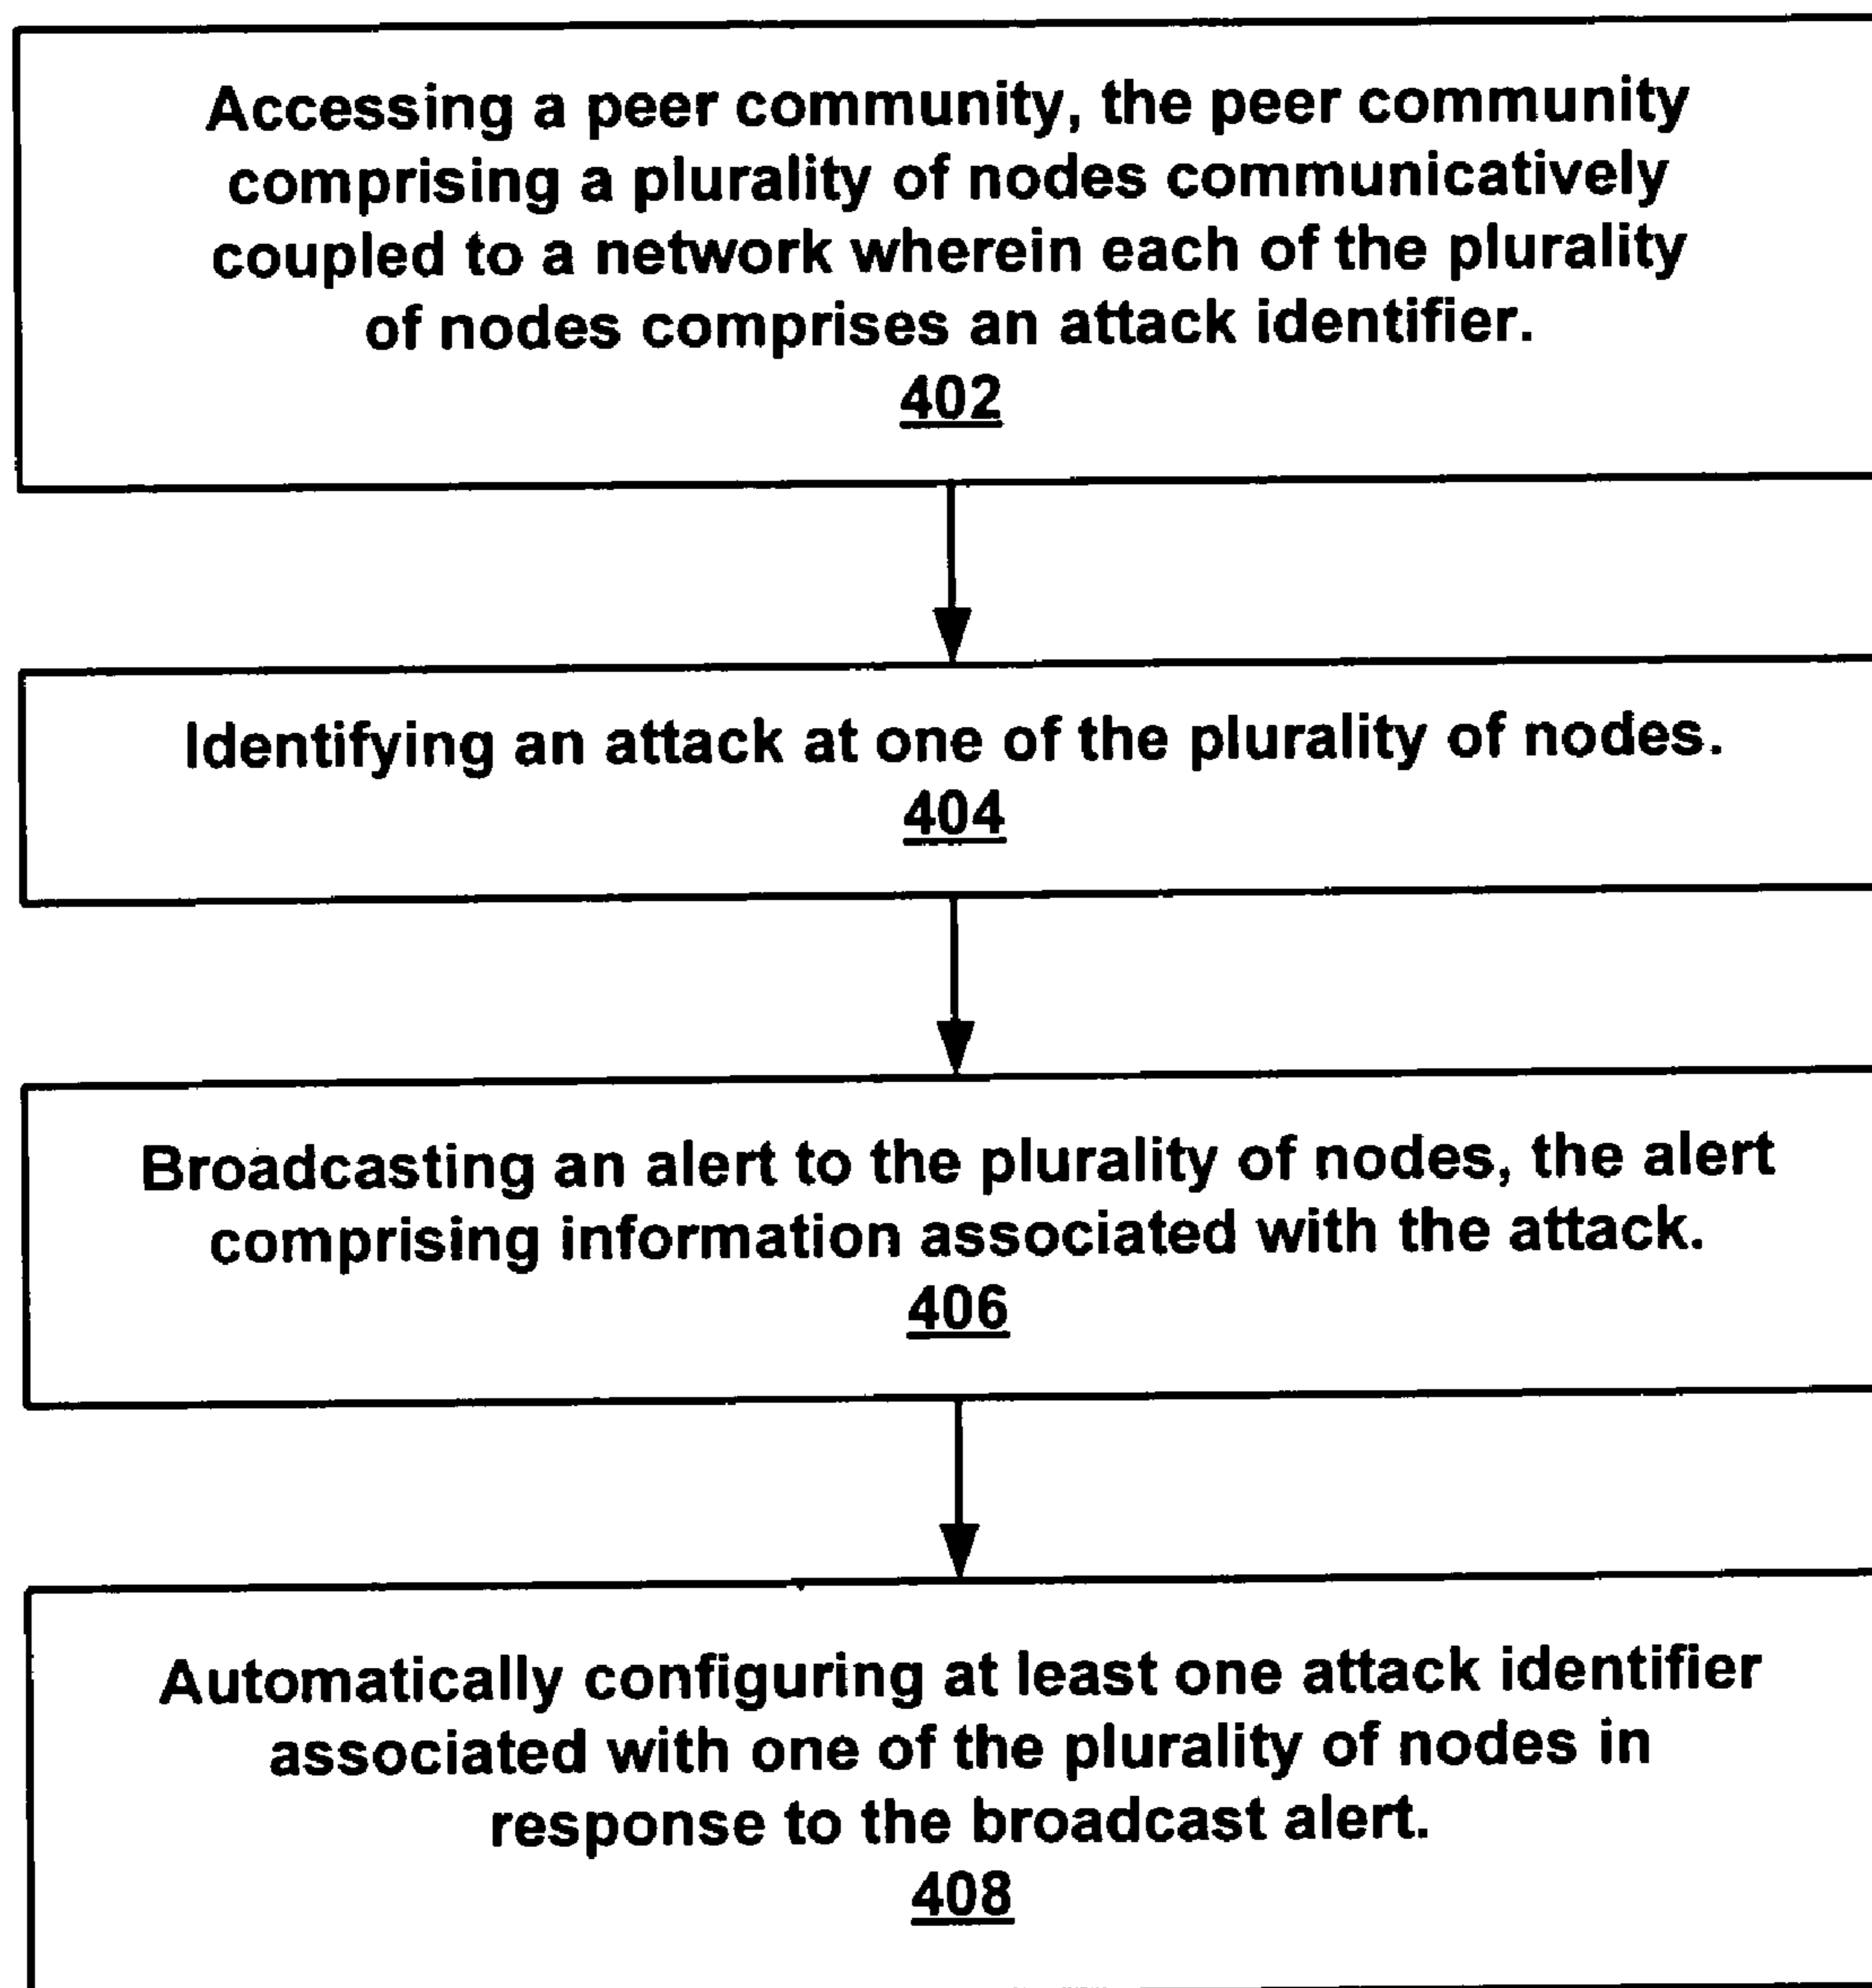 Accessing a peer community, the peer community
comprising a plurality of nodes communicatively
coupled to a network wherein each of the plurality
of nodes comprises an attack identifier.
402
Identifying an attack at one of the plurality of nodes.
404
Broadcasting an alert to the plurality of nodes, the alert
comprising information associated with the attack.
406
Automatically configuring at least one attack identifier
associated with one of the plurality of nodes in
response to the broadcast alert.
408